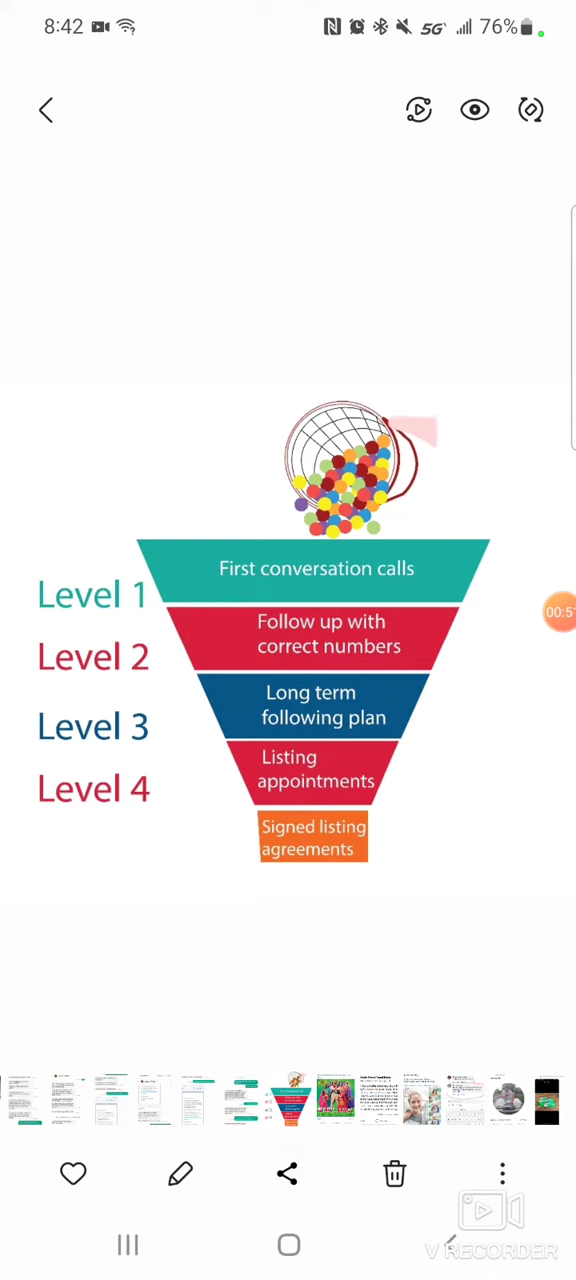 8:42
5G
76%
First conversation calls
Level 1
Follow up with
correct numbers
Level 2
Long term
following plan
Level 3
Listing
appointments
Level 4
Signed listing
agreements
00:51
V RECORDER